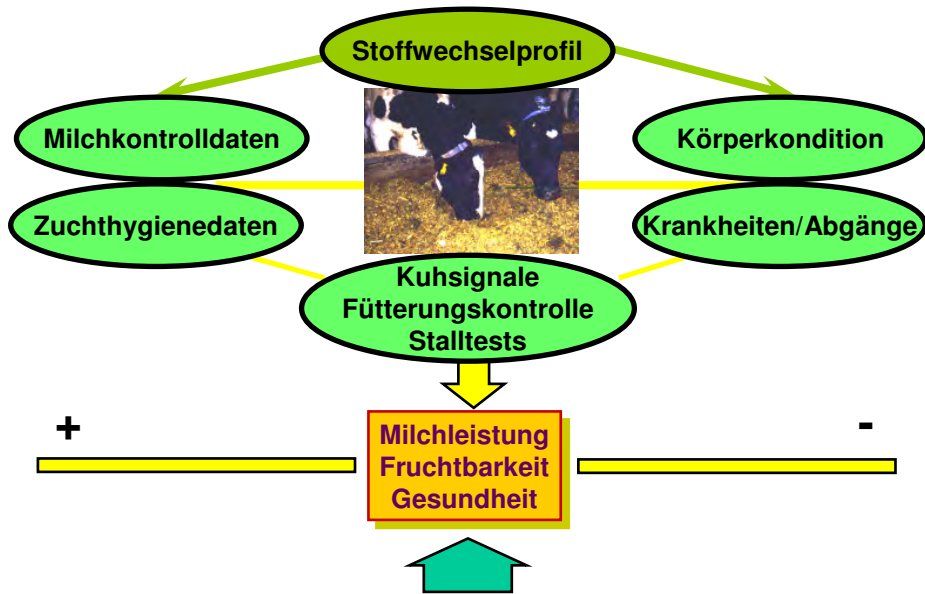 Stoffwechselprofil
Milchkontrolldaten
Körperkondition
Zuchthygienedaten
Krankheiten/Abgänge
Kuhsignale
Fütterungskontrolle
Stalltests
+
-
Milchleistung
Fruchtbarkeit
Gesundheit